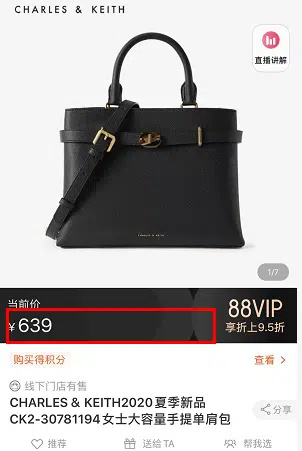 CHARLES & KEITH
直播讲解
CHARLES & KEITH
1/7
当前价
¥639
88VIP
享折上9.5折
购买得积分
查看 >
线下门店有售
CHARLES & KEITH2020夏季新品
CK2-30781194女士大容量手提单肩包
分享
推荐
送给TA
帮我选